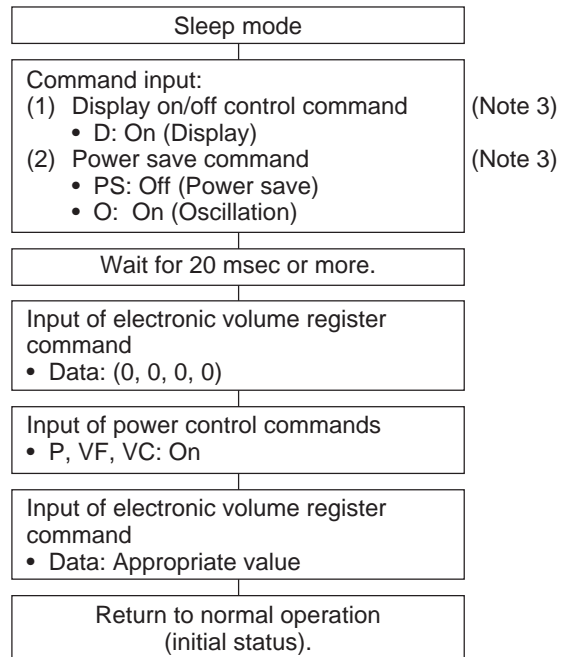 Sleep mode
Command input:
(1) Display on/off control command (Note 3)
• D: On (Display)
(2) Power save command (Note 3)
• PS: Off (Power save)
• O: On (Oscillation)
Wait for 20 msec or more.
Input of electronic volume register
command
• Data: (0, 0, 0, 0)
Input of power control commands
• P, VF, VC: On
Input of electronic volume register
command
• Data: Appropriate value
Return to normal operation
(initial status).